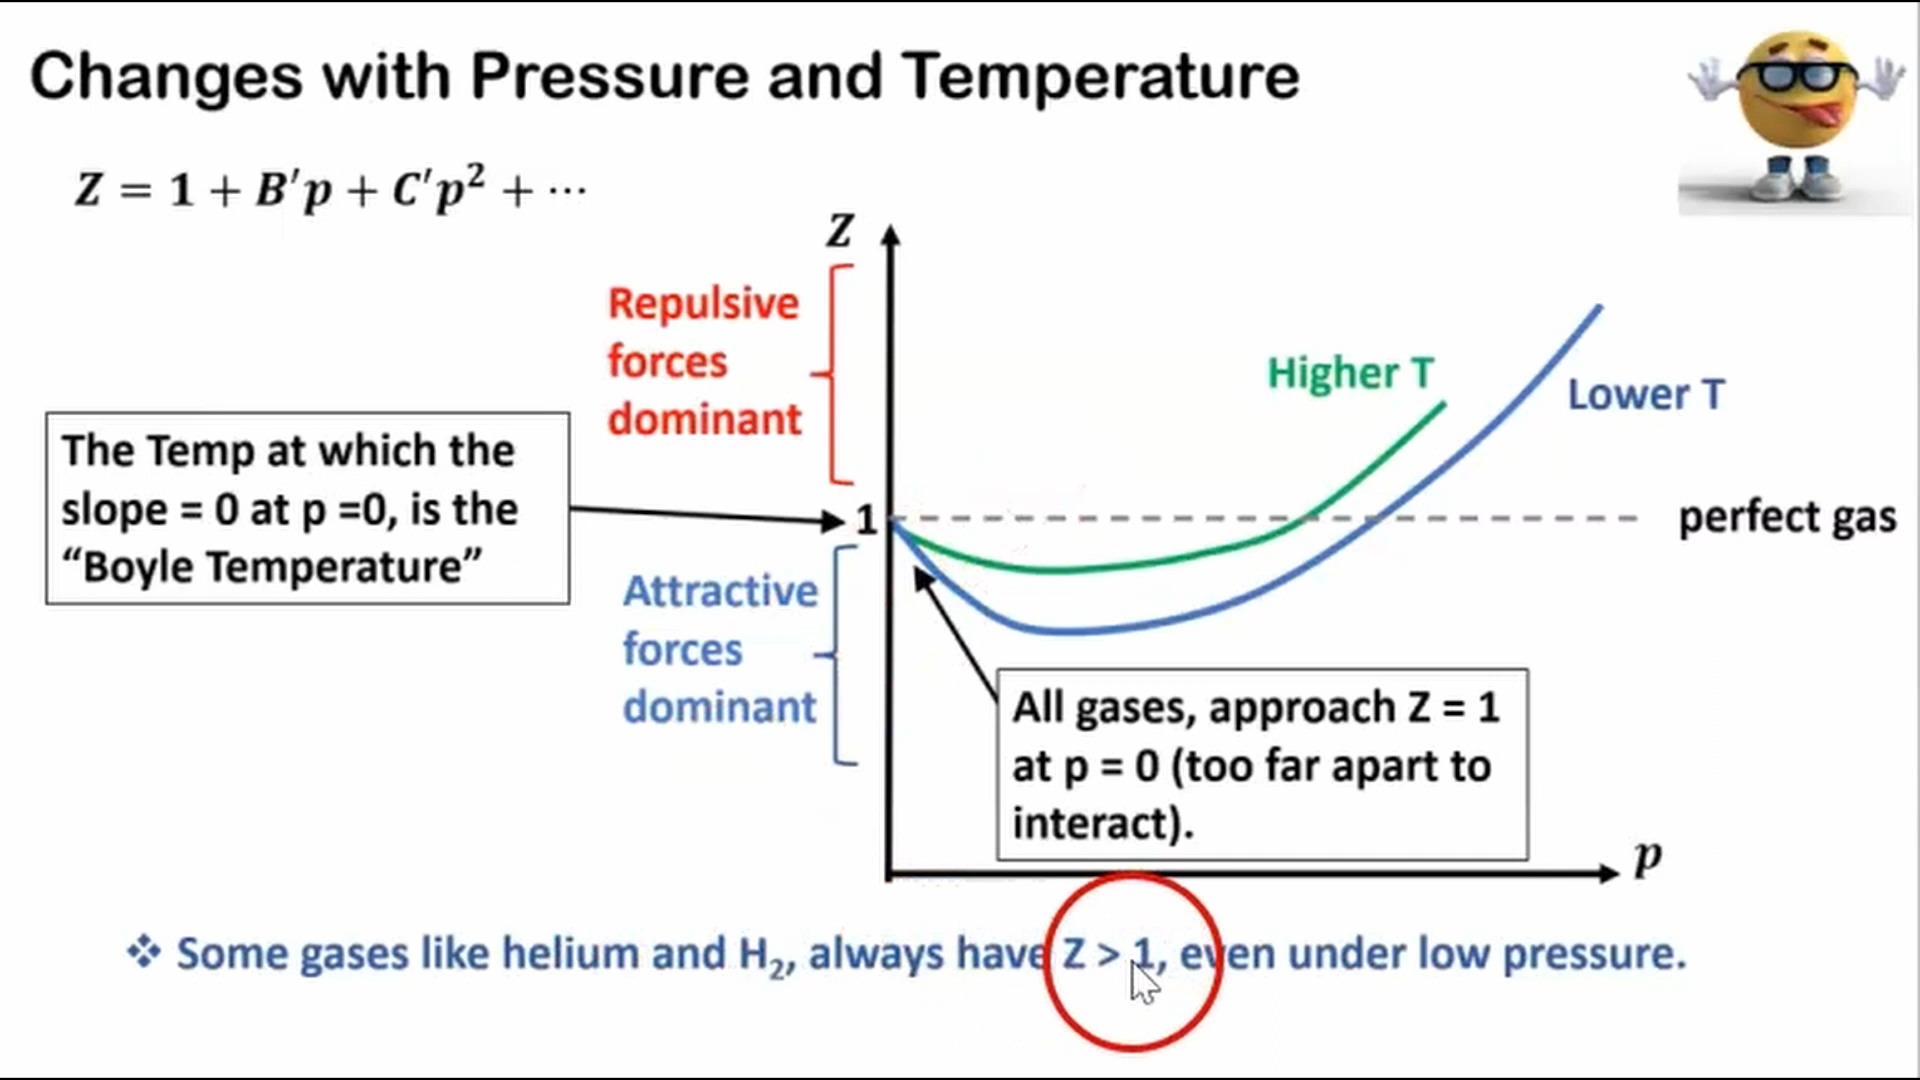 Changes with Pressure and Temperature
Z = 1 + B′p + C′p² + ⋯
Z
Repulsive
forces
dominant
Higher T
Lower T
The Temp at which the
slope = 0 at p =0, is the
“Boyle Temperature”
1
perfect gas
Attractive
forces
dominant
All gases, approach Z = 1
at p = 0 (too far apart to
interact).
p
❖ Some gases like helium and H₂, always have Z > 1, even under low pressure.